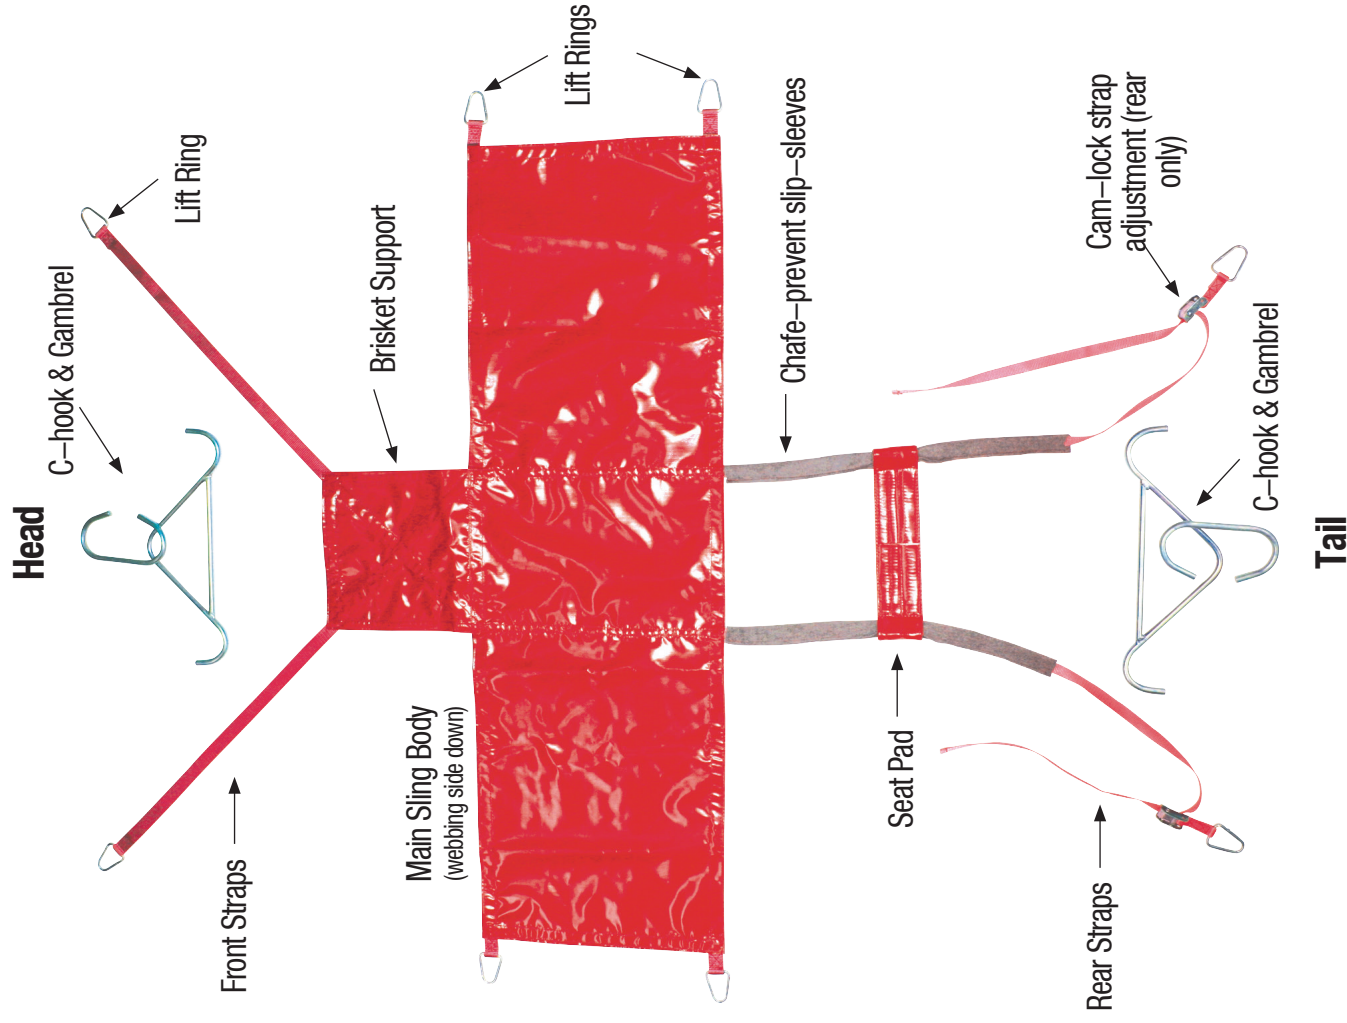 Head
C–hook & Gambrel
Lift Ring
Lift Rings
Brisket Support
Front Straps
Main Sling Body
(webbing side down)
Chafe–prevent slip–sleeves
Seat Pad
Cam–lock strap
adjustment (rear
only)
Rear Straps
C–hook & Gambrel
Tail